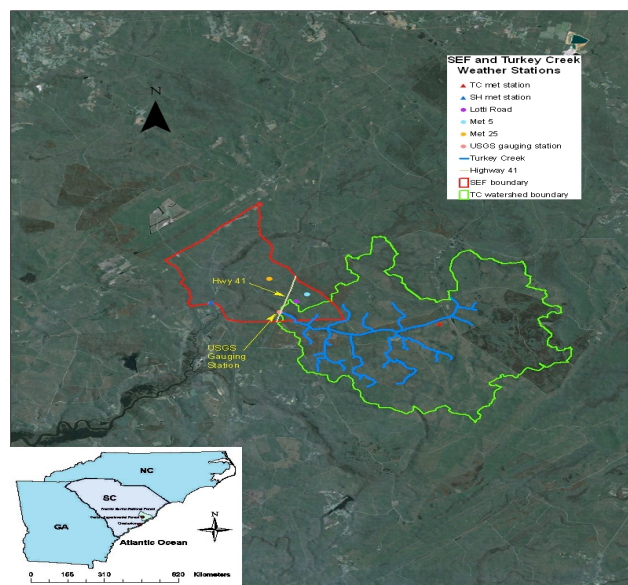 SEF and Turkey Creek
Weather Stations
TC met station
SH met station
Lotti Road
Met 5
Met 25
USGS gauging station
Turkey Creek
Highway 41
SEF boundary
TC watershed boundary
N
Hwy 41
USGS
Gauging
Station
NC
SC
GA
Atlantic Ocean
N
0 165 310 620 Kilometers